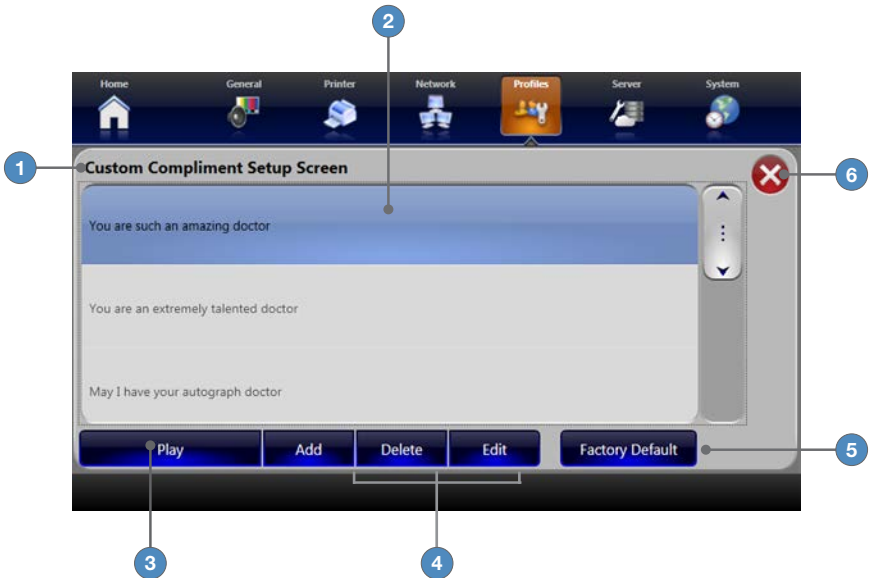 2
Home General Printer Network Profiles Server System
1
Custom Compliment Setup Screen
6
You are such an amazing doctor
You are an extremely talented doctor
May I have your autograph doctor
Play Add Delete Edit Factory Default
5
3
4